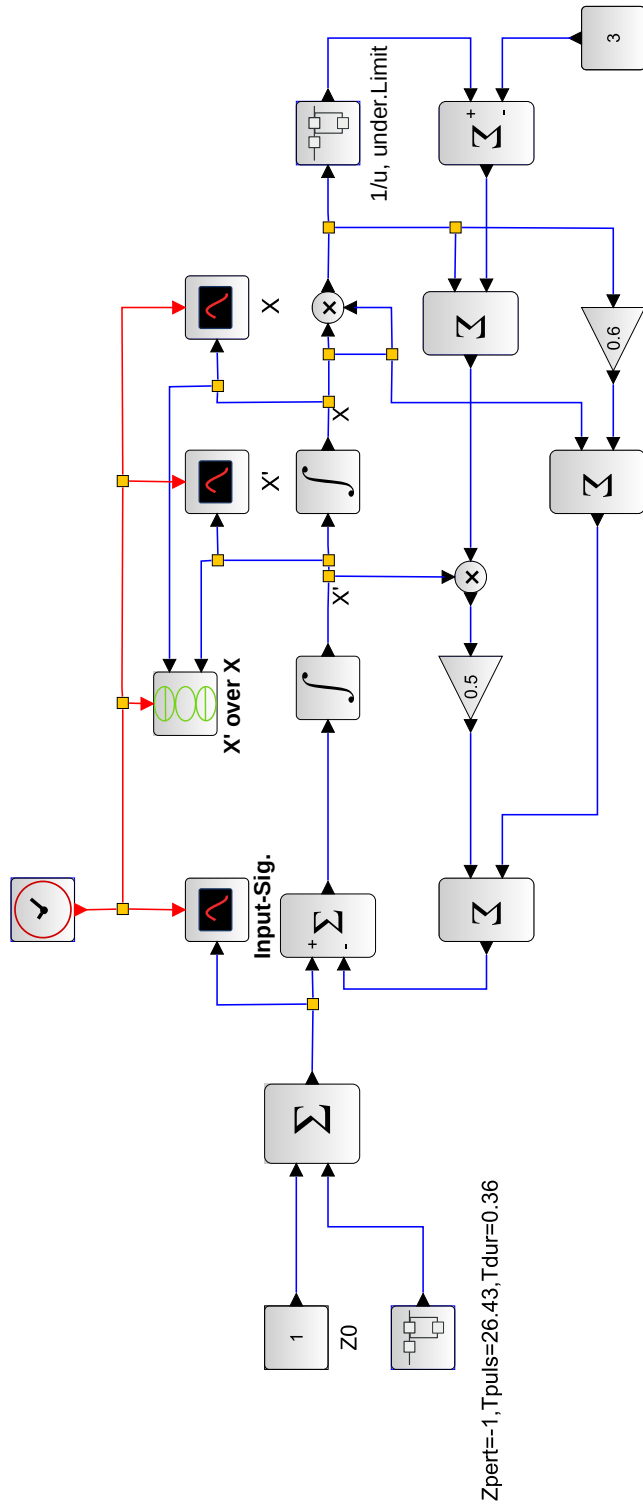 X' over X
Input-Sig.
X'
X
1
Z0
Σ
+
-
Σ
X'
X
1/u, under.Limit
Σ
0.5
Σ
+
-
Σ
Zpert=-1,Tpuls=26.43,Tdur=0.36
Σ
0.6
3